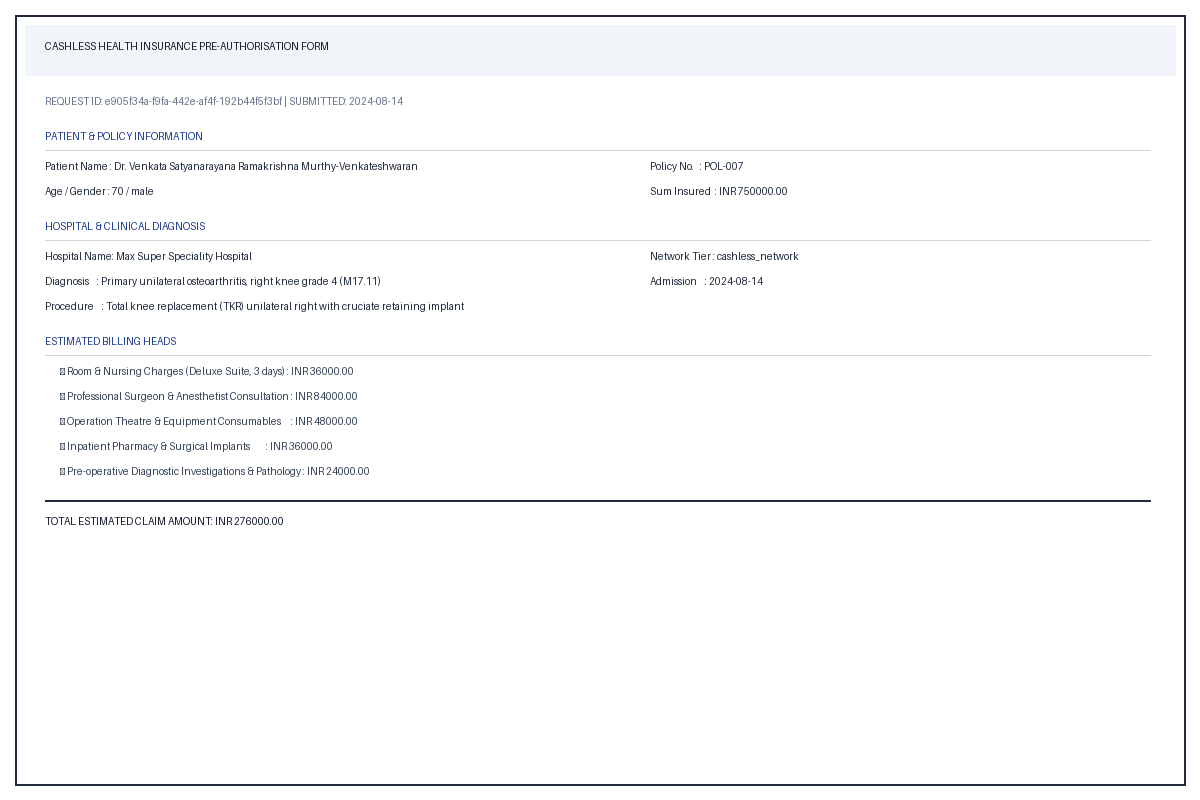 CASHLESS HEALTH INSURANCE PRE-AUTHORISATION FORM
REQUEST ID: e905f34a-f9fa-442e-af4f-192b44f5f3bf | SUBMITTED: 2024-08-14
PATIENT & POLICY INFORMATION
Patient Name : Dr. Venkata Satyanarayana Ramakrishna Murthy-Venkateshwaran
Policy No. : POL-007
Age / Gender : 70 / male
Sum Insured : INR 750000.00
HOSPITAL & CLINICAL DIAGNOSIS
Hospital Name: Max Super Speciality Hospital
Network Tier : cashless_network
Diagnosis : Primary unilateral osteoarthritis, right knee grade 4 (M17.11)
Admission : 2024-08-14
Procedure : Total knee replacement (TKR) unilateral right with cruciate retaining implant
ESTIMATED BILLING HEADS
Room & Nursing Charges (Deluxe Suite, 3 days) : INR 36000.00
Professional Surgeon & Anesthetist Consultation : INR 84000.00
Operation Theatre & Equipment Consumables : INR 48000.00
Inpatient Pharmacy & Surgical Implants : INR 36000.00
Pre-operative Diagnostic Investigations & Pathology : INR 24000.00
TOTAL ESTIMATED CLAIM AMOUNT: INR 276000.00